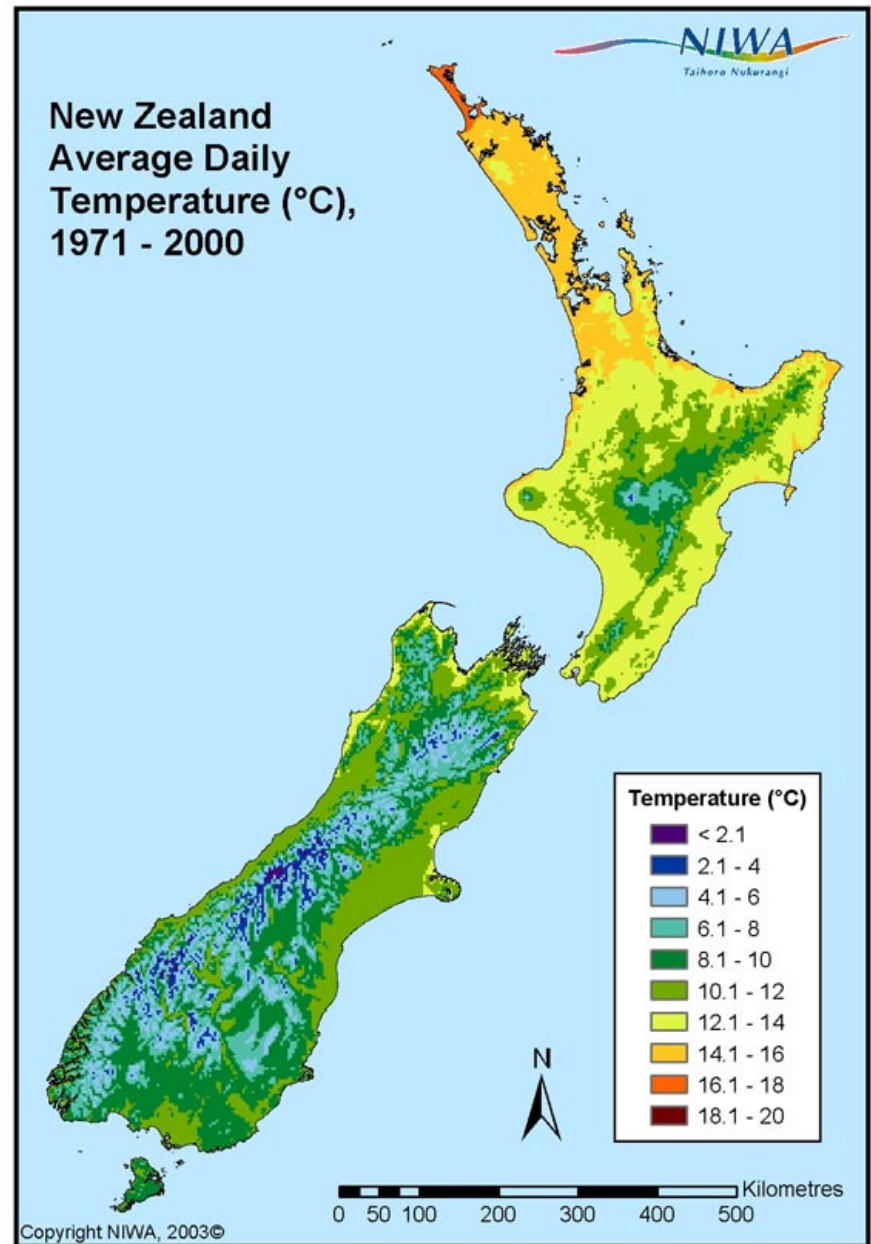 NIWA
Taihoro Nukurangi
New Zealand
Average Daily
Temperature (°C),
1971 - 2000
Temperature (°C)
< 2.1
2.1 - 4
4.1 - 6
6.1 - 8
8.1 - 10
10.1 - 12
12.1 - 14
14.1 - 16
16.1 - 18
18.1 - 20
N
Kilometres
0 50 100 200 300 400 500
Copyright NIWA, 2003©